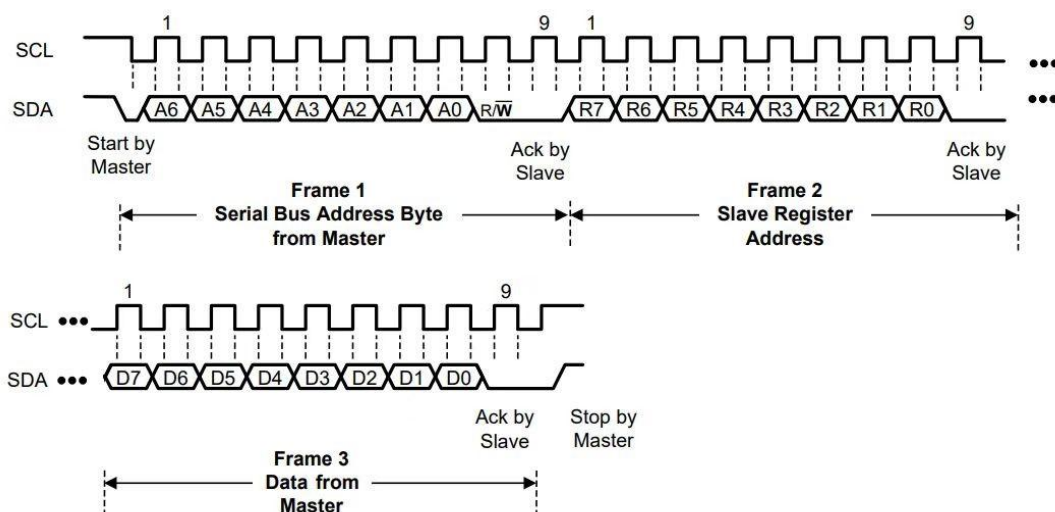 1 9 1 9
SCL
SDA A6 A5 A4 A3 A2 A1 A0 R/W̅ R7 R6 R5 R4 R3 R2 R1 R0
Start by
Master
Ack by
Slave
Ack by
Slave
Frame 1
Serial Bus Address Byte
from Master
Frame 2
Slave Register
Address
1 9
SCL
SDA D7 D6 D5 D4 D3 D2 D1 D0
Ack by
Slave
Stop by
Master
Frame 3
Data from
Master